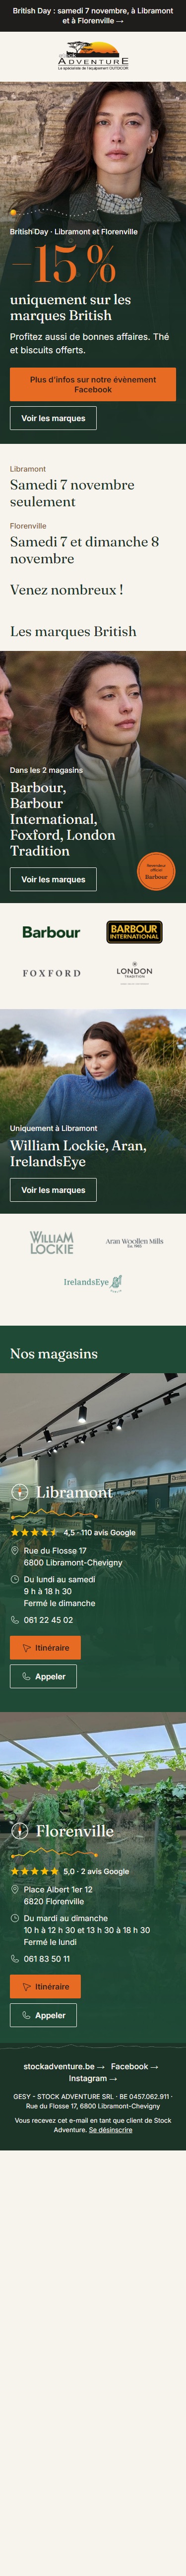 British Day : samedi 7 novembre, à Libramont
et à Florenville →
ADVENTURE
Le spécialiste de l'équipement OUTDOOR
British Day · Libramont et Florenville
—15 %
uniquement sur les
marques British
Profitez aussi de bonnes affaires. Thé
et biscuits offerts.
Plus d'infos sur notre évènement
Facebook
Voir les marques
Libramont
Samedi 7 novembre
seulement
Florenville
Samedi 7 et dimanche 8
novembre
Venez nombreux !
Les marques British
Dans les 2 magasins
Barbour,
Barbour
International,
Foxford, London
Tradition
Voir les marques
Revendeur
officiel
Barbour
Barbour
BARBOUR
INTERNATIONAL
FOXFORD
LONDON
TRADITION
Uniquement à Libramont
William Lockie, Aran,
IrelandsEye
Voir les marques
WILLIAM
LOCKIE
Aran Woollen Mills
Est. 1965
IrelandsEye
Nos magasins
Libramont
4,5 · 110 avis Google
Rue du Flosse 17
6800 Libramont-Chevigny
Du lundi au samedi
9 h à 18 h 30
Fermé le dimanche
061 22 45 02
Itinéraire
Appeler
Florenville
5,0 · 2 avis Google
Place Albert 1er 12
6820 Florenville
Du mardi au dimanche
10 h à 12 h 30 et 13 h 30 à 18 h 30
Fermé le lundi
061 83 50 11
Itinéraire
Appeler
stockadventure.be → Facebook →
Instagram →
GESY - STOCK ADVENTURE SRL · BE 0457.062.911 ·
Rue du Flosse 17, 6800 Libramont-Chevigny
Vous recevez cet e-mail en tant que client de Stock
Adventure. Se désinscrire